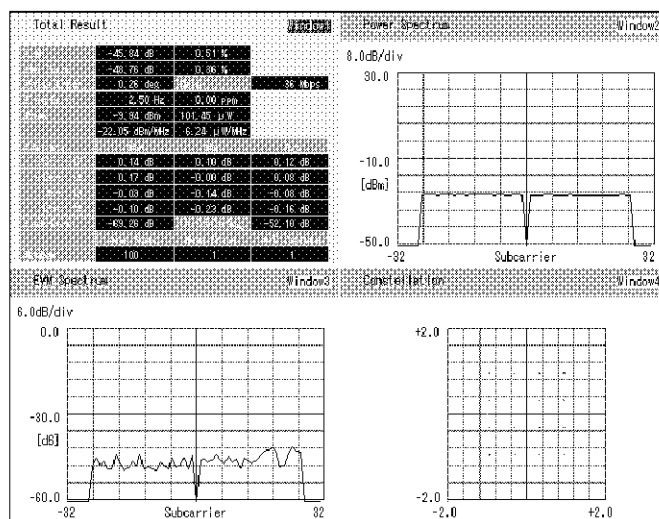 Total Result
Window1
-45.84 dB 0.51 %
-48.76 dB 0.36 %
0.26 deg. 36 Mbps
2.50 Hz 0.00 ppm
-9.94 dBm 101.45 μW
-22.05 dBm/MHz 6.24 μW/MHz
0.14 dB 0.10 dB 0.12 dB
0.17 dB -0.00 dB 0.08 dB
-0.03 dB -0.14 dB -0.08 dB
-0.10 dB -0.23 dB -0.16 dB
-69.26 dB -52.10 dB
100 1 1
Power Spectrum
Window2
8.0dB/div
30.0
-10.0
[dBm]
-50.0
-32 Subcarrier 32
EVM Spectrum
Window3
6.0dB/div
0.0
-30.0
[dB]
-60.0
-32 Subcarrier 32
Constellation
Window4
+2.0
-2.0
-2.0 +2.0